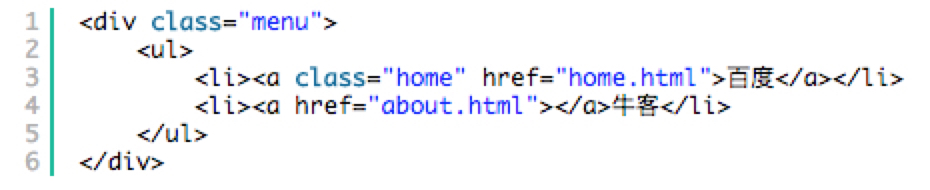 1 <div class="menu">
2     <ul>
3         <li><a class="home" href="home.html">百度</a></li>
4         <li><a href="about.html"></a>牛客</li>
5     </ul>
6 </div>